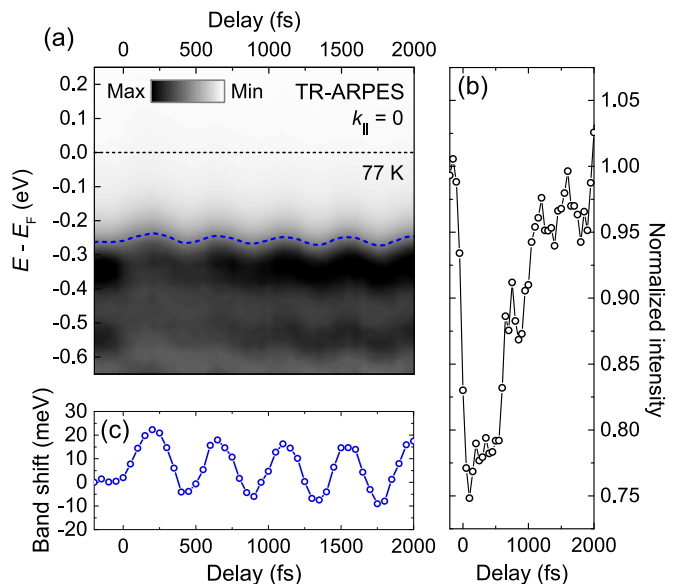 Delay (fs)
0 500 1000 1500 2000
(a)
Max Min TR-ARPES
k|| = 0
77 K
0.2
0.1
0.0
-0.1
-0.2
-0.3
-0.4
-0.5
-0.6
E - EF (eV)
(b)
1.05
1.00
0.95
0.90
0.85
0.80
0.75
Normalized intensity
0 1000 2000
Delay (fs)
(c)
30
20
10
0
-10
-20
Band shift (meV)
0 500 1000 1500 2000
Delay (fs)